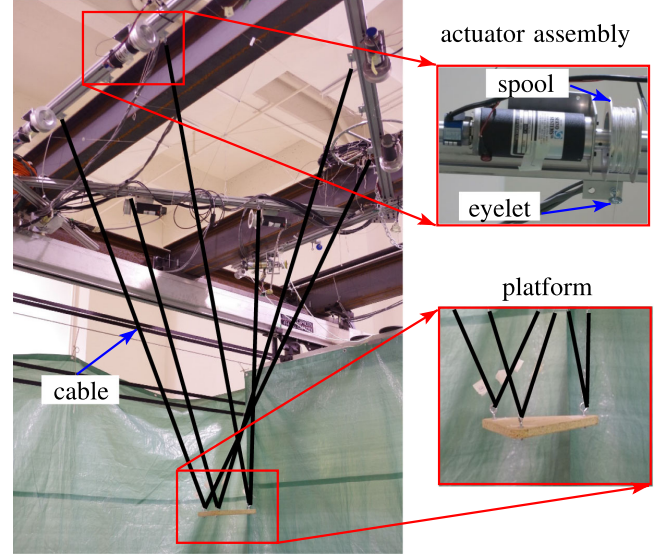 actuator assembly
spool
eyelet
platform
cable